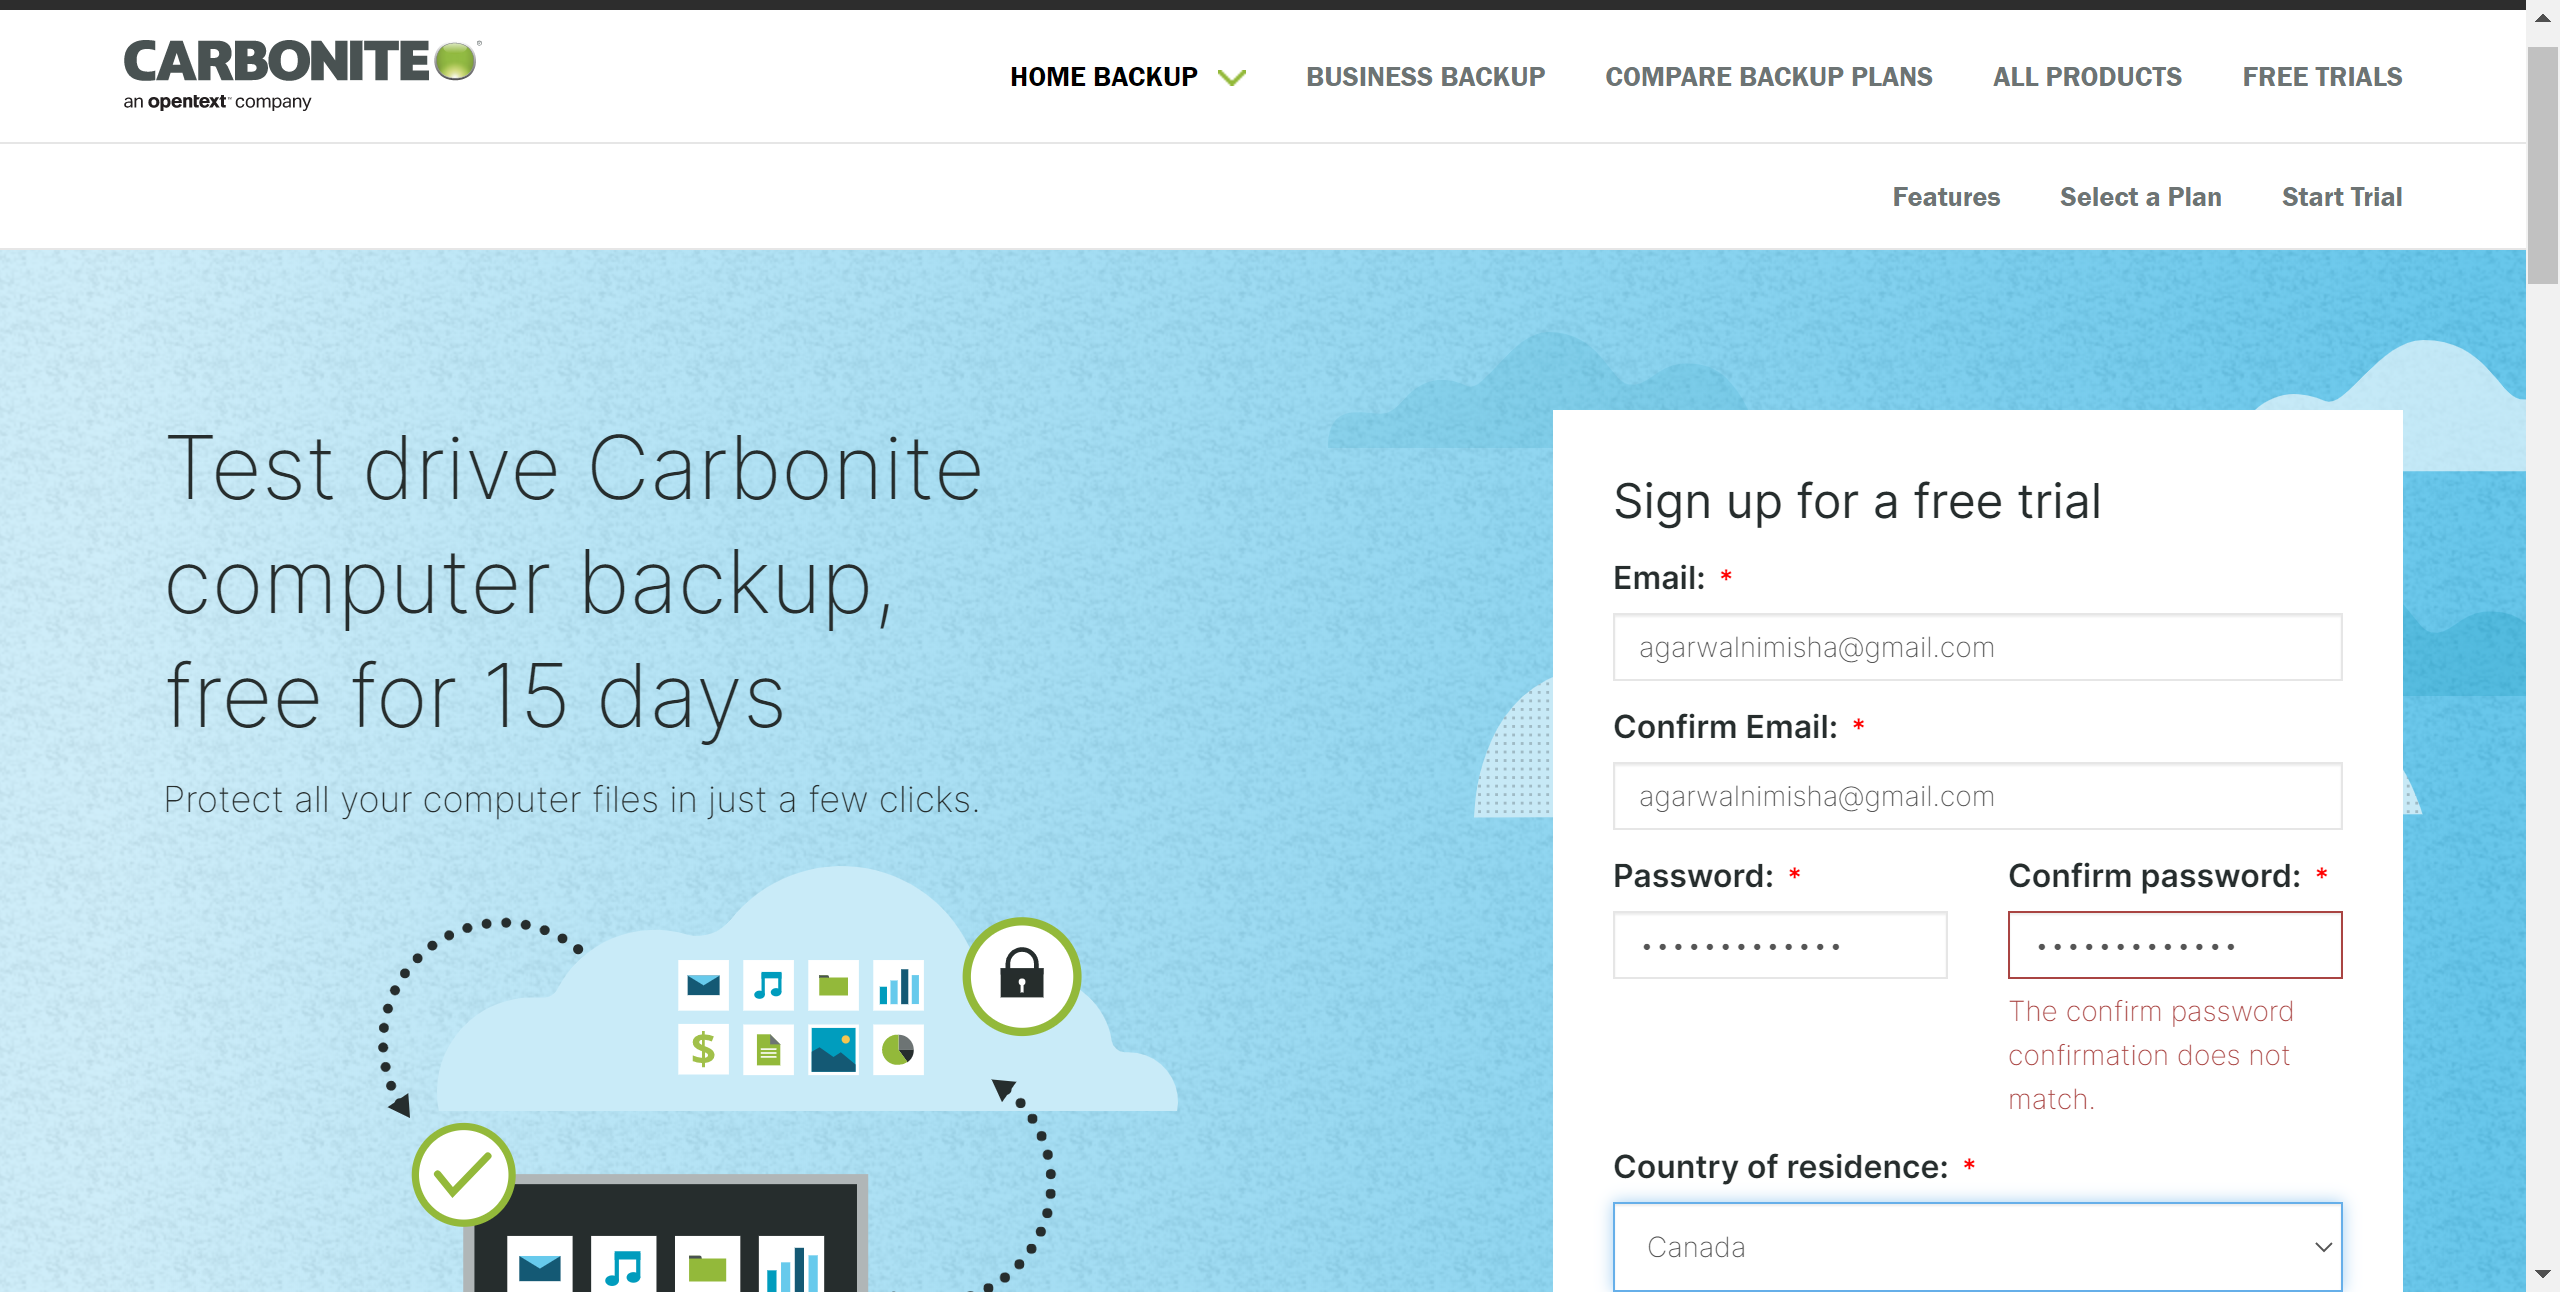 CARBONITE
an opentext™ company
HOME BACKUP
BUSINESS BACKUP
COMPARE BACKUP PLANS
ALL PRODUCTS
FREE TRIALS
Features
Select a Plan
Start Trial
Test drive Carbonite
computer backup,
free for 15 days
Protect all your computer files in just a few clicks.
$
Sign up for a free trial
Email: *
agarwalnimisha@gmail.com
Confirm Email: *
agarwalnimisha@gmail.com
Password: *
•••••••••••••
Confirm password: *
•••••••••••••
The confirm password
confirmation does not
match.
Country of residence: *
Canada